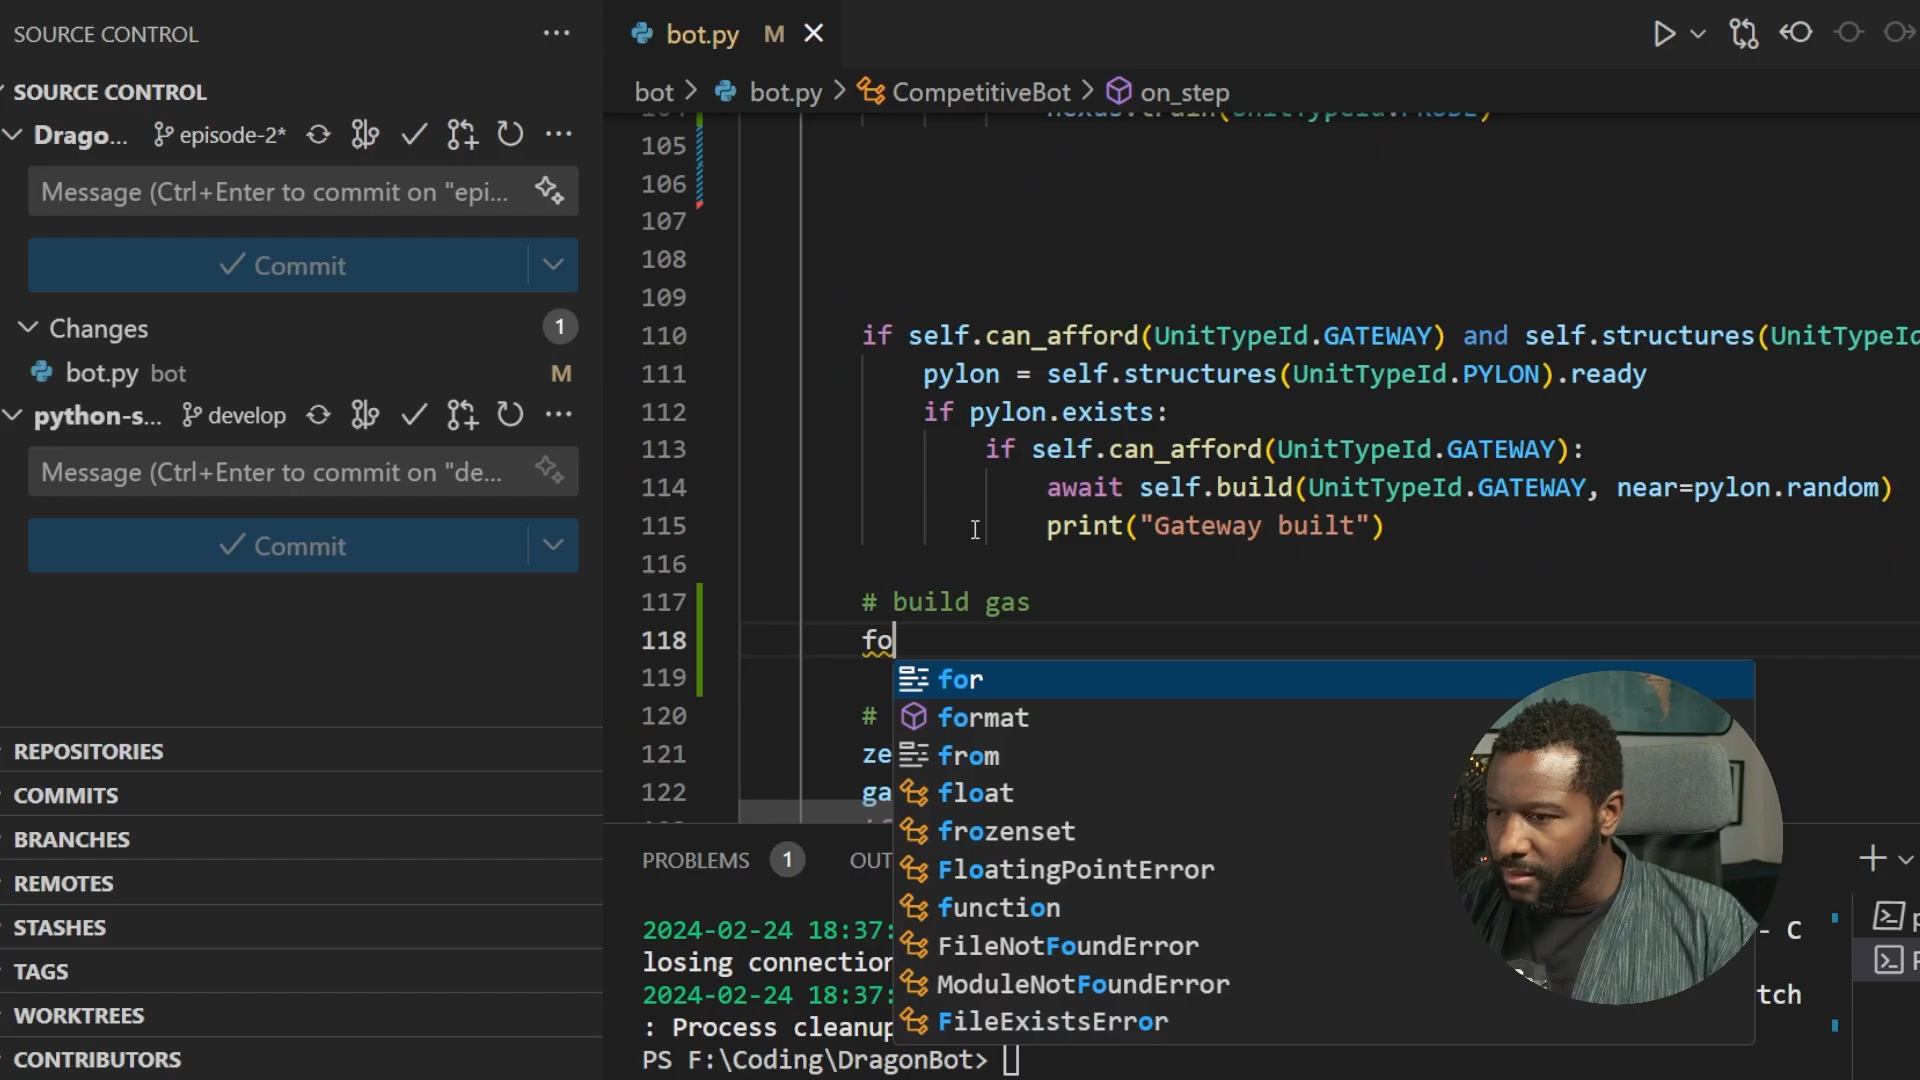 SOURCE CONTROL
SOURCE CONTROL
Drago... episode-2*
Message (Ctrl+Enter to commit on "epi...
Commit
Changes 1
bot.py bot M
python-s... develop
Message (Ctrl+Enter to commit on "de...
Commit
REPOSITORIES
COMMITS
BRANCHES
REMOTES
STASHES
TAGS
WORKTREES
CONTRIBUTORS
bot.py M
bot > bot.py > CompetitiveBot > on_step
105
106
107
108
109
110 if self.can_afford(UnitTypeId.GATEWAY) and self.structures(UnitTypeId
111 pylon = self.structures(UnitTypeId.PYLON).ready
112 if pylon.exists:
113 if self.can_afford(UnitTypeId.GATEWAY):
114 await self.build(UnitTypeId.GATEWAY, near=pylon.random)
115 print("Gateway built")
116
117 # build gas
118 fo
119
120 #
121 ze
122 ga
for
format
from
float
frozenset
FloatingPointError
function
FileNotFoundError
ModuleNotFoundError
FileExistsError
PROBLEMS 1 OUT
2024-02-24 18:37: - C
losing connection
2024-02-24 18:37: tch
: Process cleanup
PS F:\Coding\DragonBot>